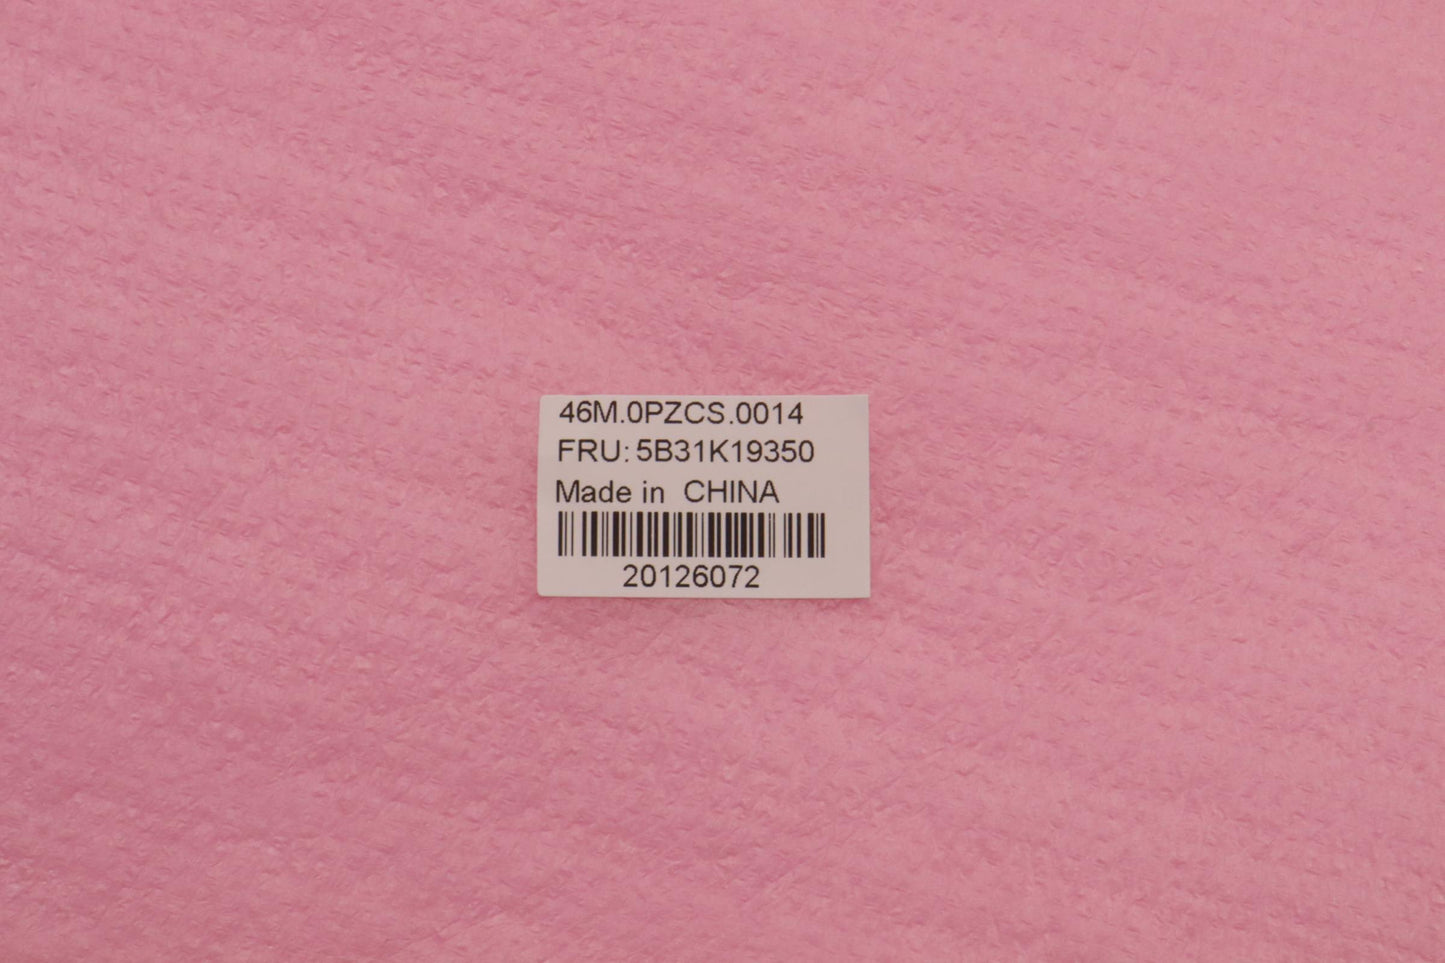 46M.0PZCS.0014
FRU: 5B31K19350
Made in CHINA
20126072